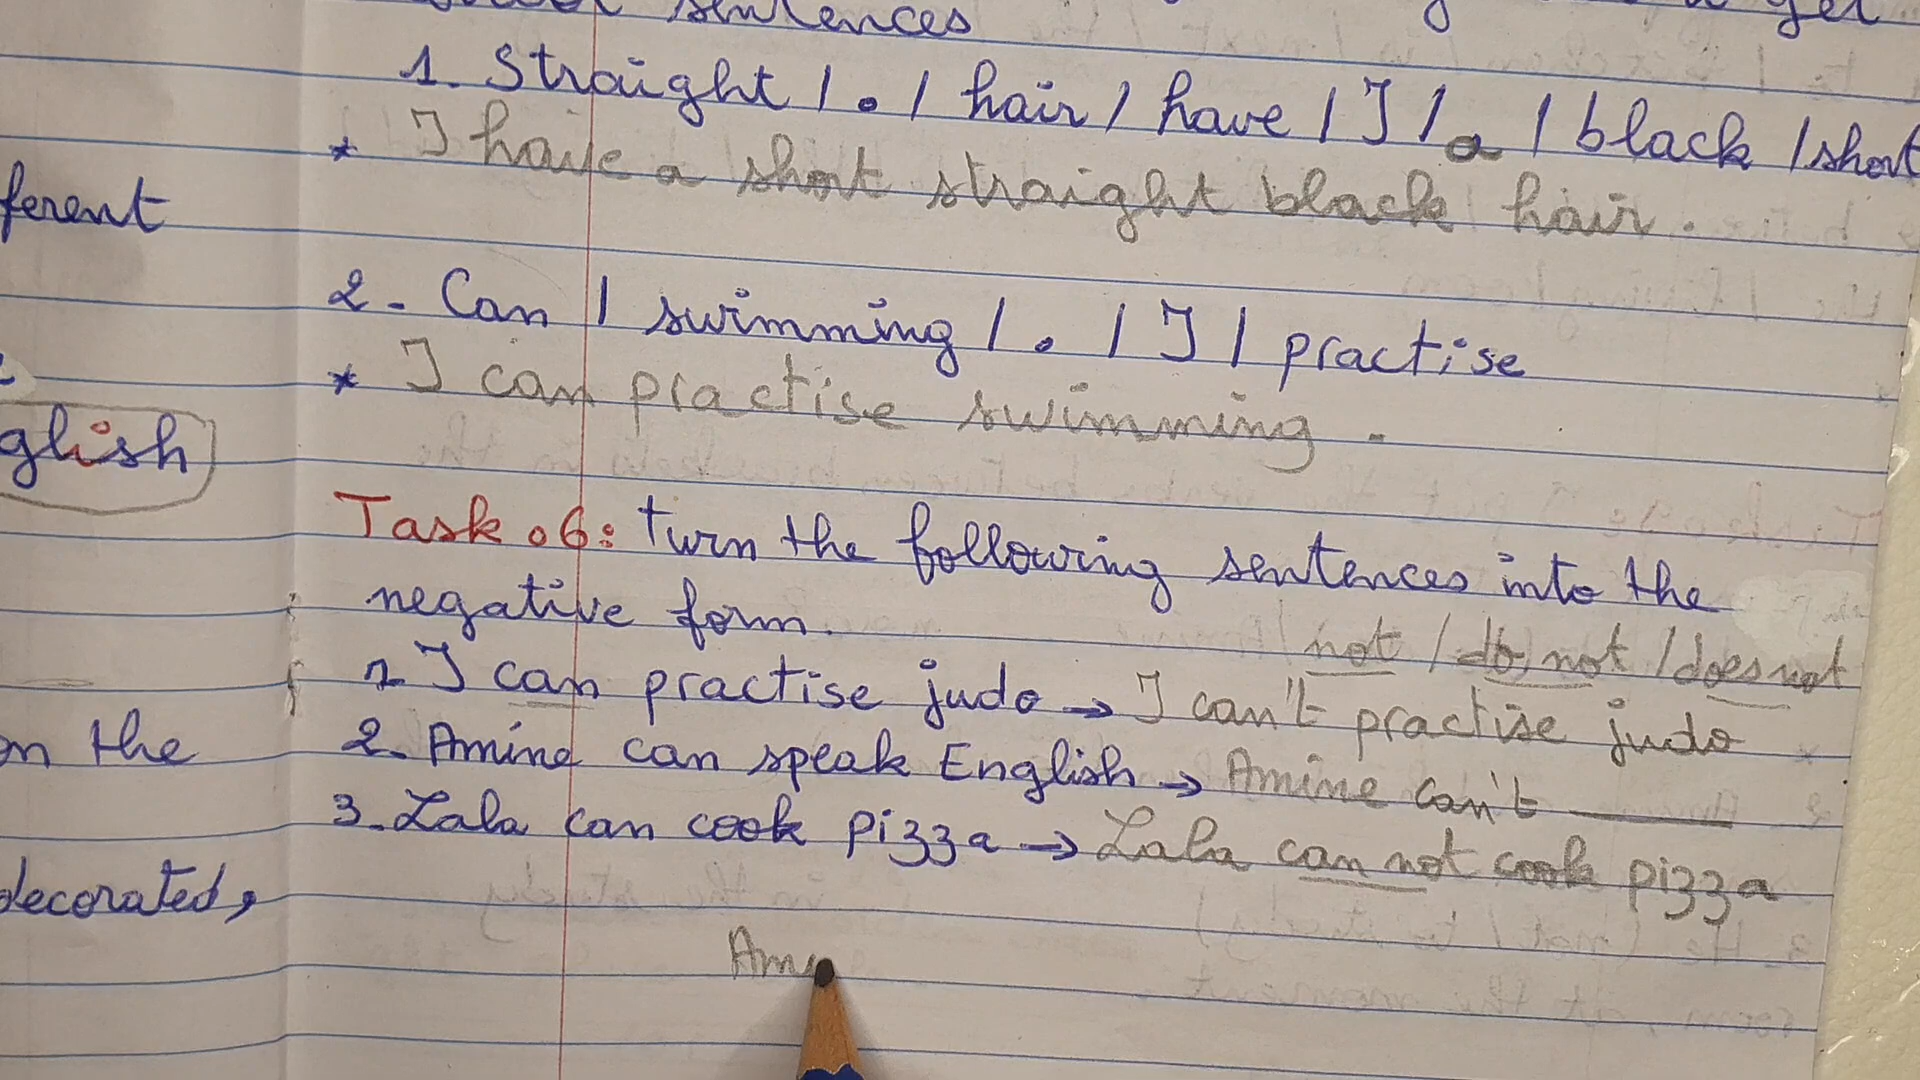 sentences
1. Straight / . / hair / have / I / a / black / short
* I have a short straight black hair.
ferent
2- Can / swimming / . / I / practise
* I can practise swimming.
glish
Task 06: turn the following sentences into the
negative form.
/ not / do not / does not
1. I can practise judo → I can't practise judo
on the
2. Amine can speak English → Amine can't
3. Lala can cook pizza → Lala can not cook pizza
decorated,
Am